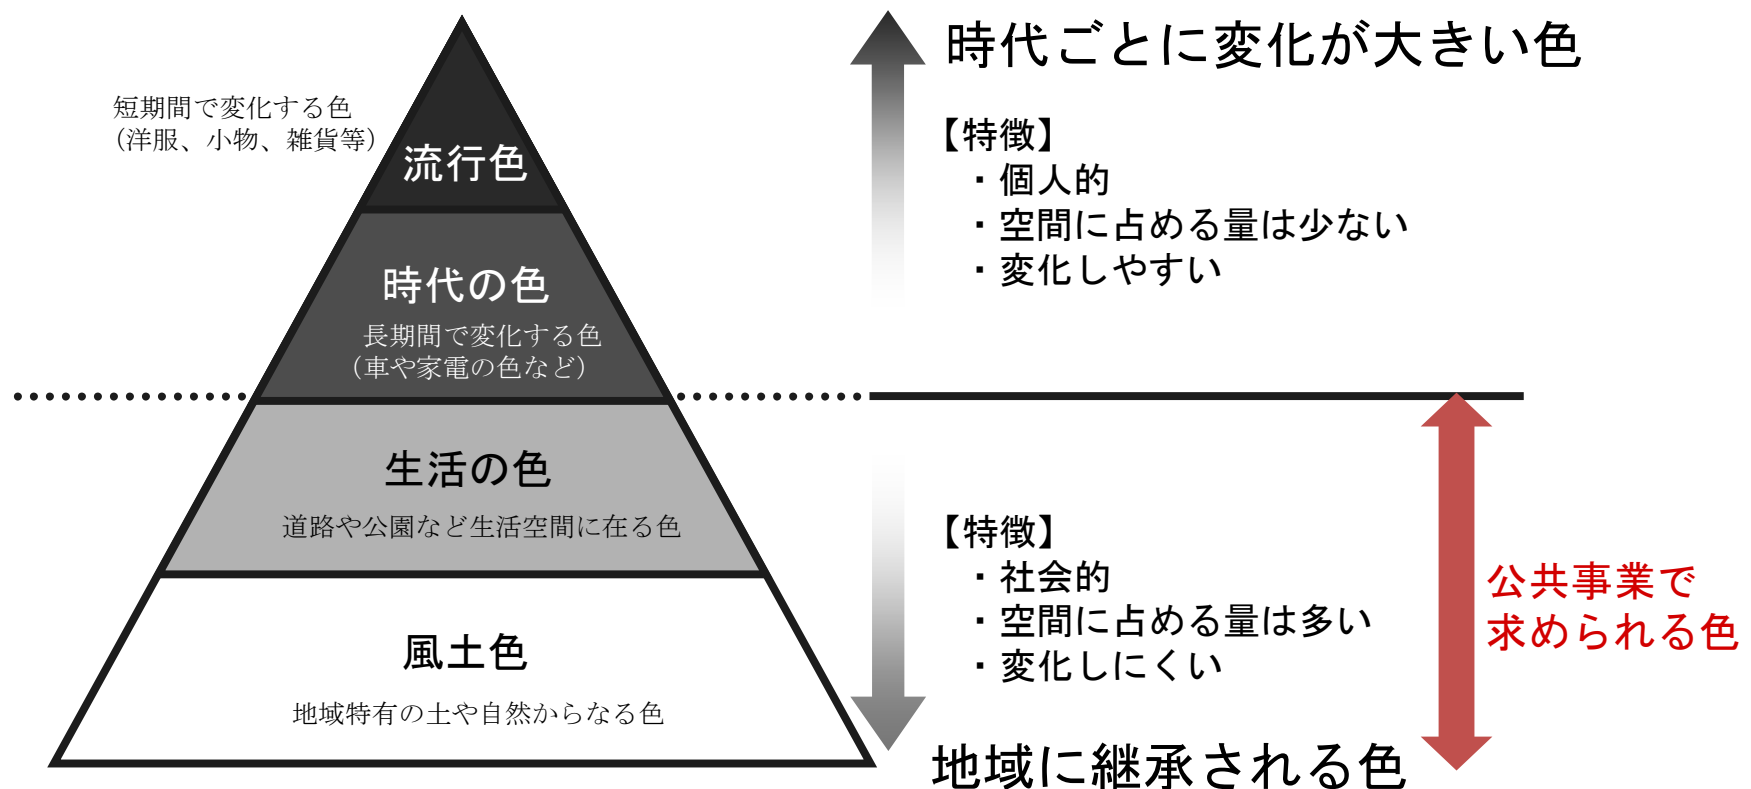 時代ごとに変化が大きい色
短期間で変化する色
（洋服、小物、雑貨等）
流行色
【特徴】
・個人的
・空間に占める量は少ない
・変化しやすい
時代の色
長期間で変化する色
（車や家電の色など）
生活の色
道路や公園など生活空間に在る色
【特徴】
・社会的
・空間に占める量は多い
・変化しにくい
公共事業で
求められる色
風土色
地域特有の土や自然からなる色
地域に継承される色